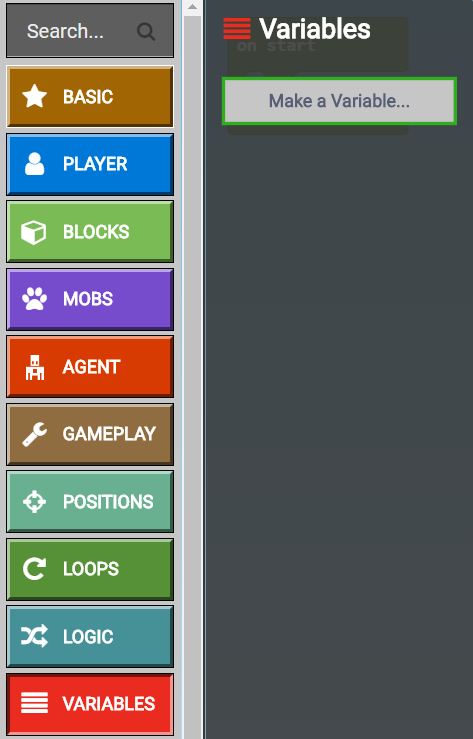 Search...
BASIC
PLAYER
BLOCKS
MOBS
AGENT
GAMEPLAY
POSITIONS
LOOPS
LOGIC
VARIABLES
Variables
on start
Make a Variable...